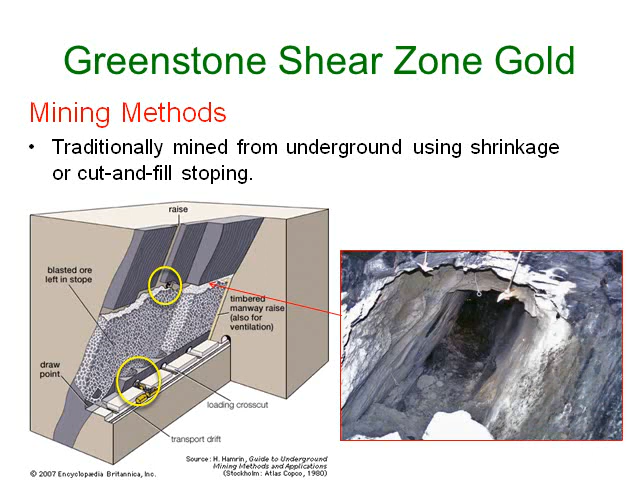 Greenstone Shear Zone Gold
Mining Methods
• Traditionally mined from underground using shrinkage
or cut-and-fill stoping.
raise
blasted ore
left in stope
timbered
manway raise
(also for
ventilation)
draw
point
loading crosscut
transport drift
Source: H. Hamrin, Guide to Underground
Mining Methods and Applications
(Stockholm: Atlas Copco, 1980)
© 2007 Encyclopædia Britannica, Inc.